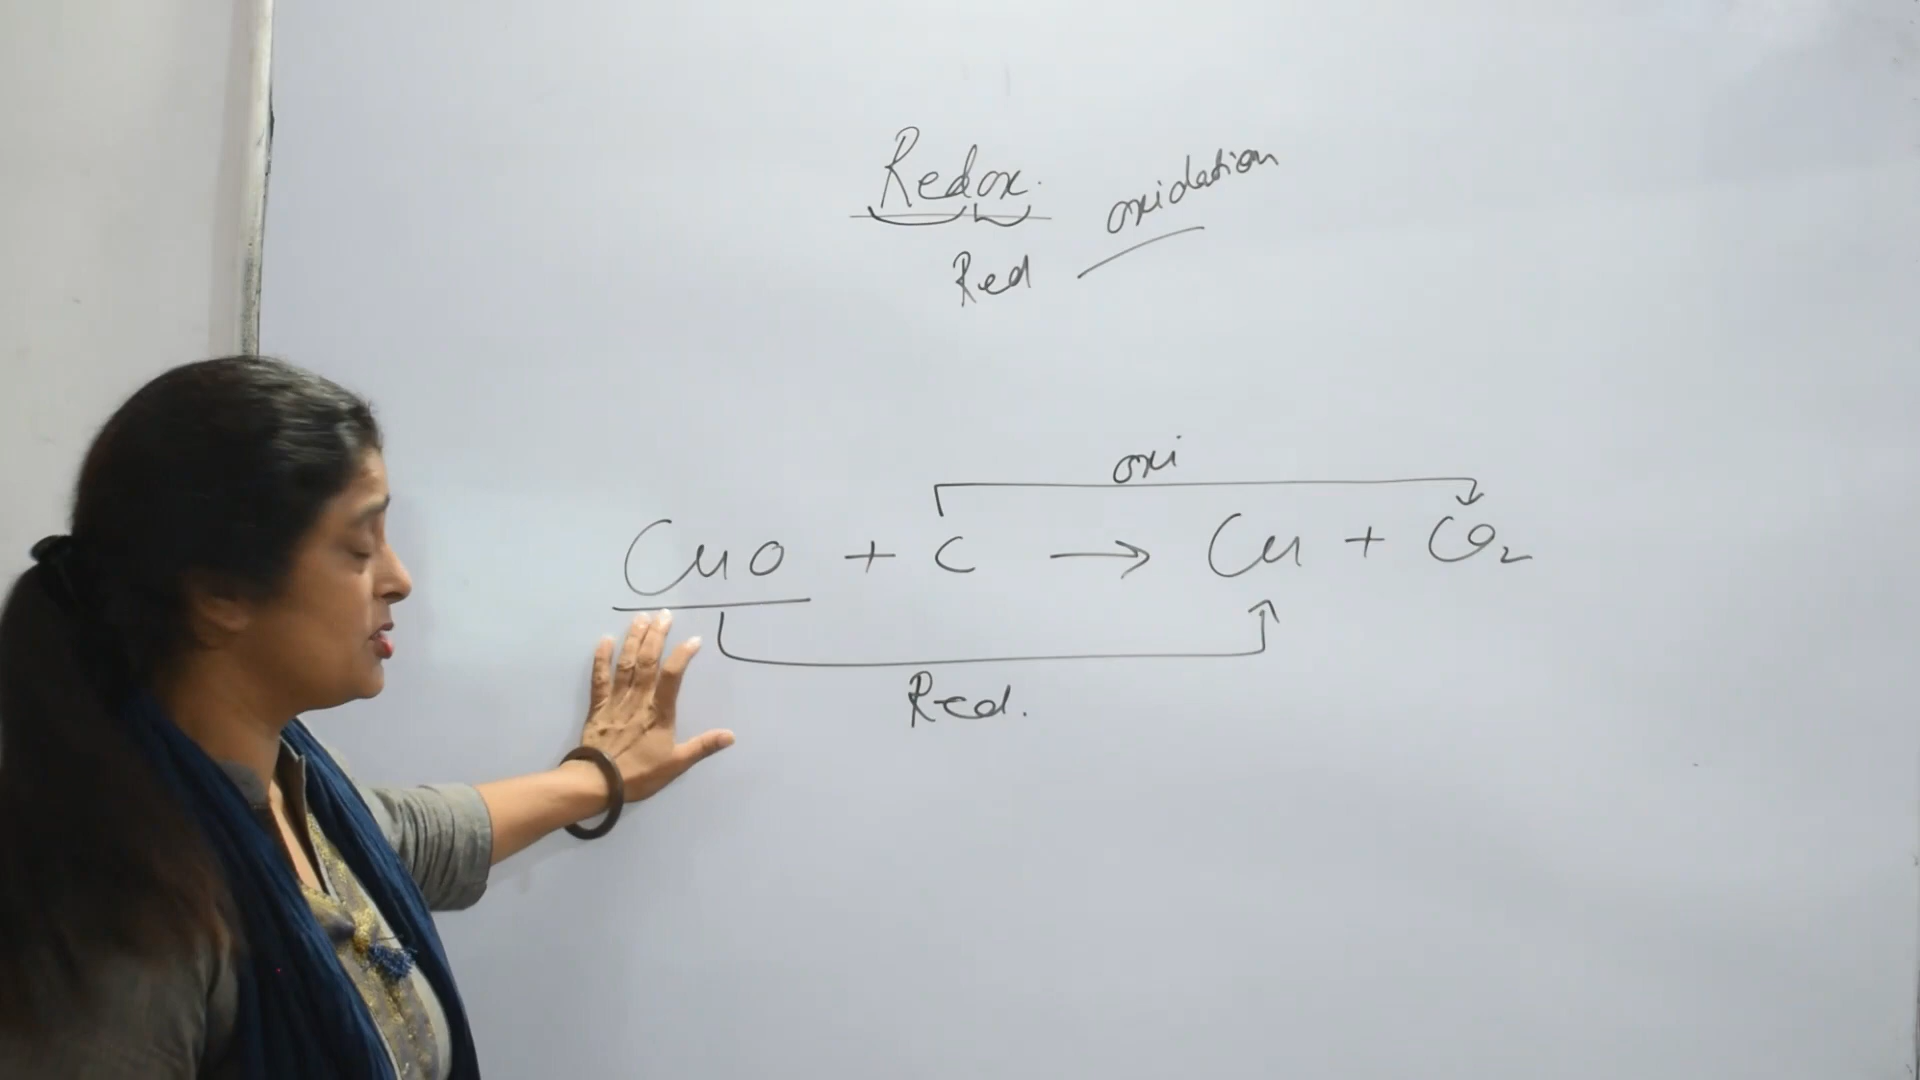 Redox.
Red oxidation
oxi
CuO + C → Cu + CO2
Red.